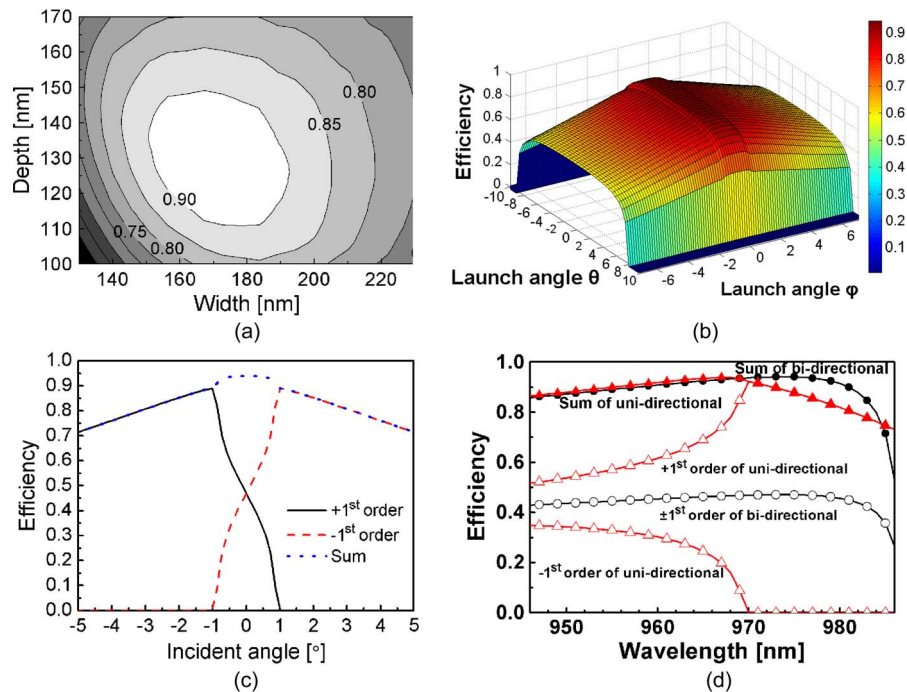 170
160
150
140
130
120
110
100
Depth [nm]
0.80
0.85
0.90
0.75
0.80
140 160 180 200 220
Width [nm]
(a)
1
0.8
0.6
0.4
0.2
0
Efficiency
-10
-8
-6
-4
-2
0
2
4
6
8
10
Launch angle θ
-6 -4 -2 0 2 4 6
Launch angle φ
0.9
0.8
0.7
0.6
0.5
0.4
0.3
0.2
0.1
(b)
1.0
0.9
0.8
0.7
0.6
0.5
0.4
0.3
0.2
0.1
0.0
Efficiency
+1st order
-1st order
Sum
-5 -4 -3 -2 -1 0 1 2 3 4 5
Incident angle [°]
(c)
1.0
0.8
0.6
0.4
0.2
0.0
Efficiency
Sum of bi-directional
Sum of uni-directional
+1st order of uni-directional
±1st order of bi-directional
-1st order of uni-directional
950 960 970 980
Wavelength [nm]
(d)